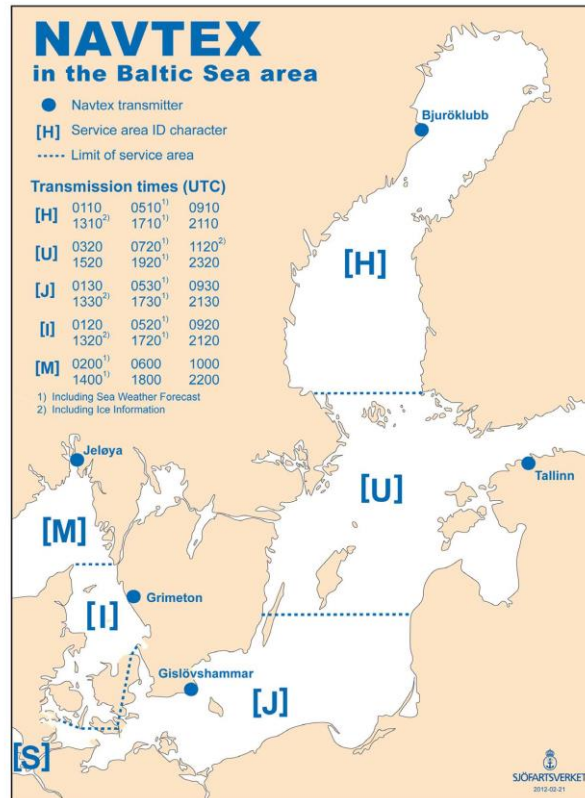 NAVTEX
in the Baltic Sea area
Navtex transmitter
[H] Service area ID character
Limit of service area
Transmission times (UTC)
[H] 0110 0510¹⁾ 0910
1310²⁾ 1710¹⁾ 2110
[U] 0320 0720¹⁾ 1120²⁾
1520 1920¹⁾ 2320
[J] 0130 0530¹⁾ 0930
1330²⁾ 1730¹⁾ 2130
[I] 0120 0520¹⁾ 0920
1320²⁾ 1720¹⁾ 2120
[M] 0200¹⁾ 0600 1000
1400¹⁾ 1800 2200
1) Including Sea Weather Forecast
2) Including Ice Information
Bjuröklubb
[H]
Jeløya
Tallinn
[U]
[M]
Grimeton
[I]
Gislövshammar
[J]
[S]
SJÖFARTSVERKET
2012-02-21